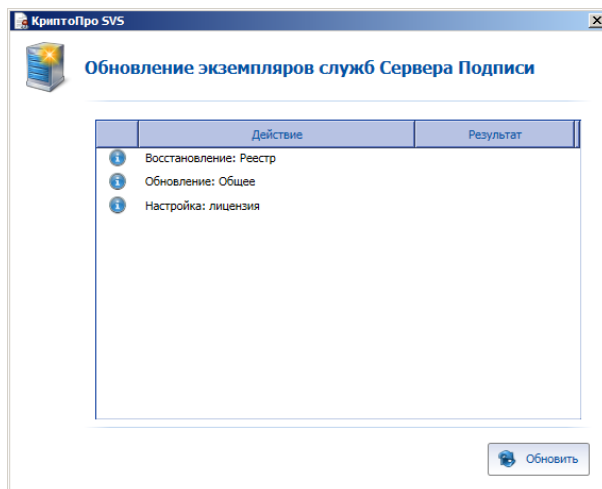 КриптоПро SVS
Обновление экземпляров служб Сервера Подписи
Действие Результат
Восстановление: Реестр
Обновление: Общее
Настройка: лицензия
Обновить